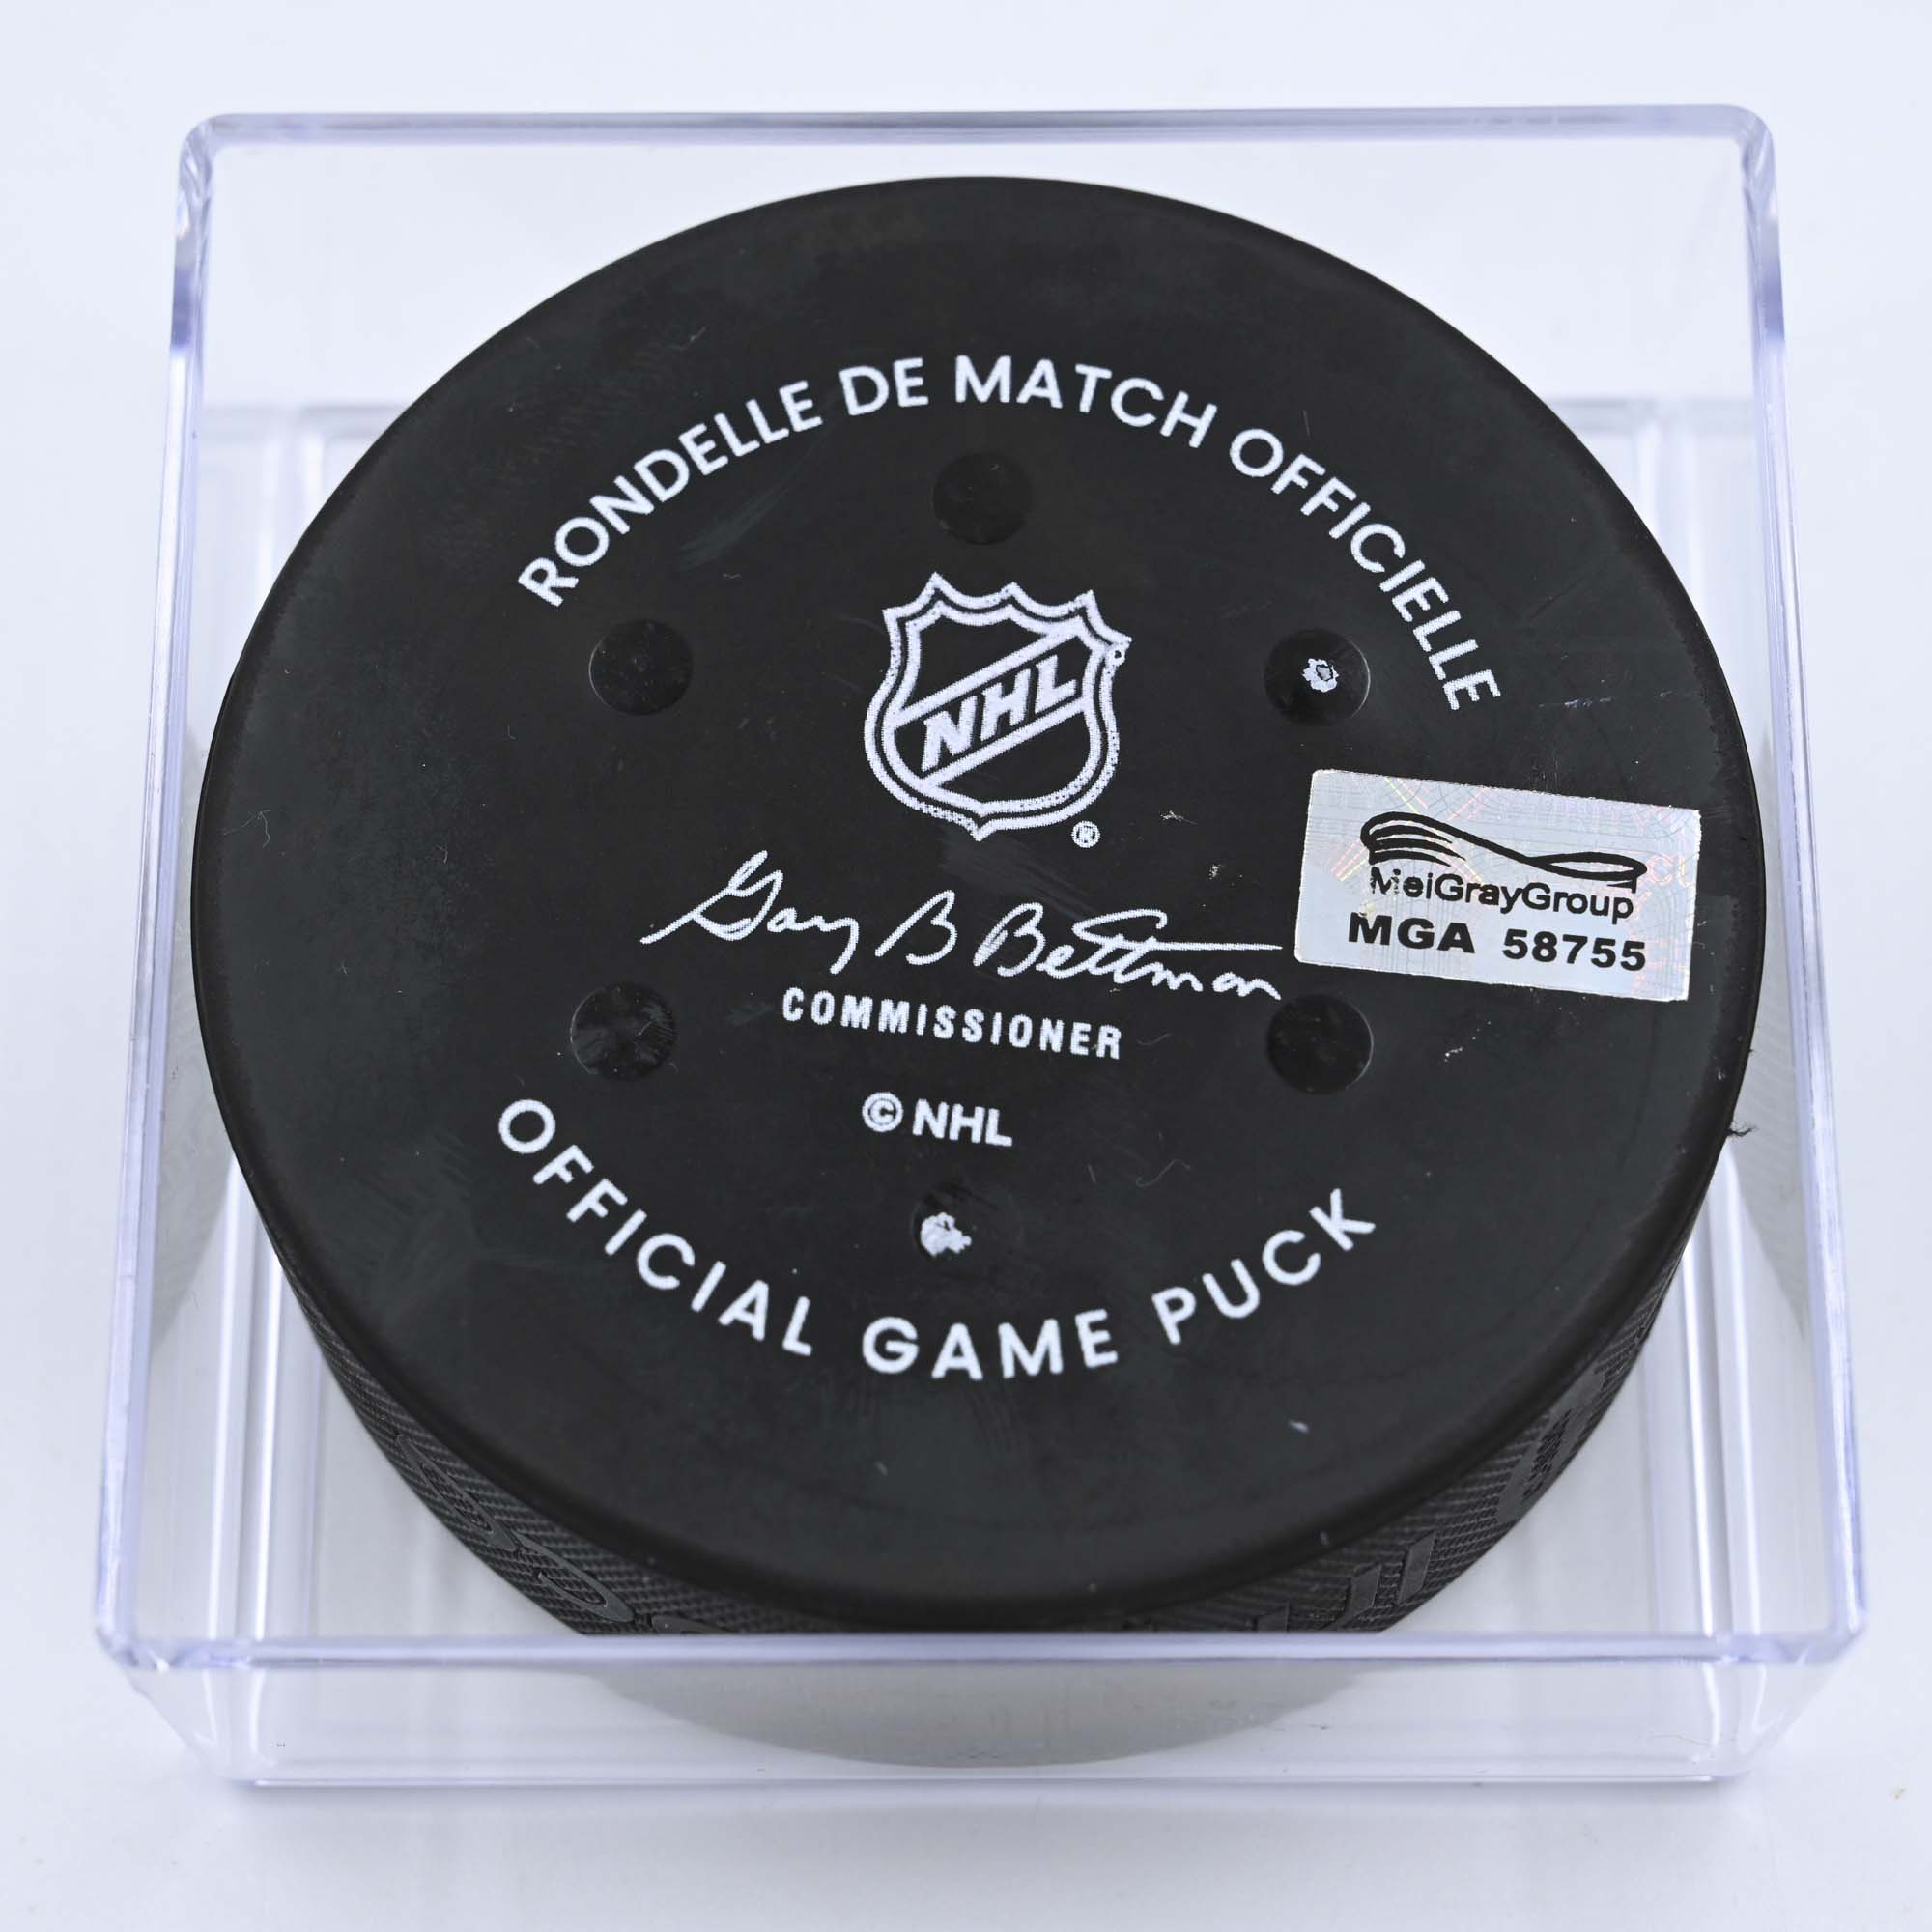 RONDELLE DE MATCH OFFICIELLE
NHL
®
MeiGrayGroup
MGA 58755
Gary B Bettman
COMMISSIONER
© NHL
OFFICIAL GAME PUCK